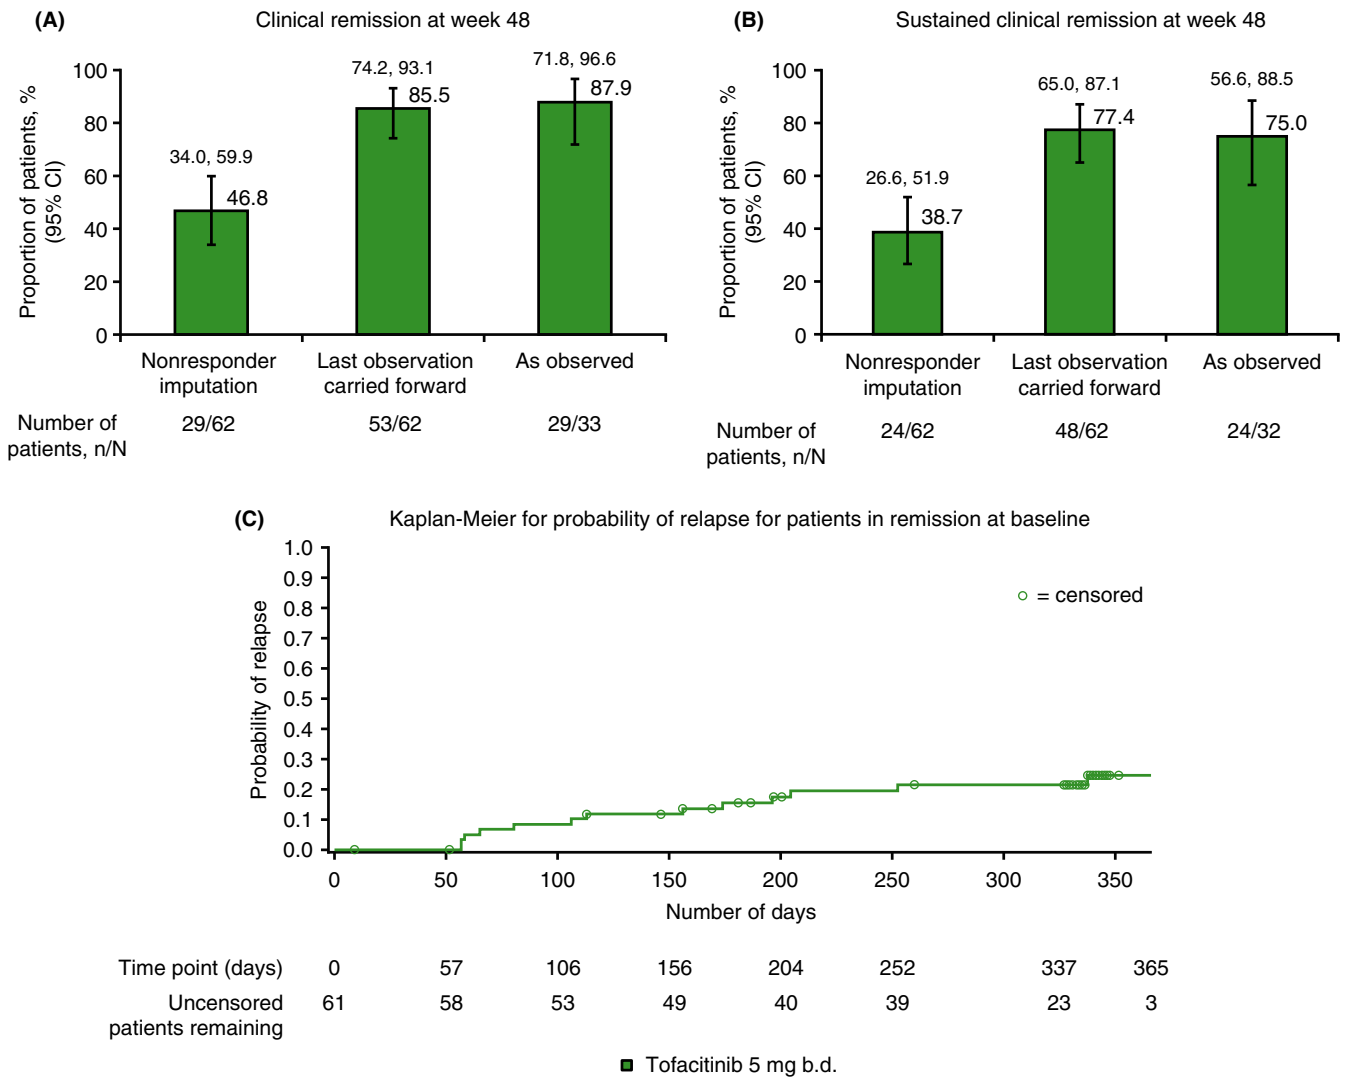 (A)
Clinical remission at week 48
Proportion of patients, %
(95% CI)
100
80
60
40
20
0
34.0, 59.9
46.8
74.2, 93.1
85.5
71.8, 96.6
87.9
Nonresponder
imputation
Last observation
carried forward
As observed
Number of
patients, n/N
29/62
53/62
29/33
(B)
Sustained clinical remission at week 48
Proportion of patients, %
(95% CI)
100
80
60
40
20
0
26.6, 51.9
38.7
65.0, 87.1
77.4
56.6, 88.5
75.0
Nonresponder
imputation
Last observation
carried forward
As observed
Number of
patients, n/N
24/62
48/62
24/32
(C)
Kaplan-Meier for probability of relapse for patients in remission at baseline
Probability of relapse
1.0
0.9
0.8
0.7
0.6
0.5
0.4
0.3
0.2
0.1
0.0
= censored
0 50 100 150 200 250 300 350
Number of days
Time point (days) 0 57 106 156 204 252 337 365
Uncensored
patients remaining
61 58 53 49 40 39 23 3
Tofacitinib 5 mg b.d.